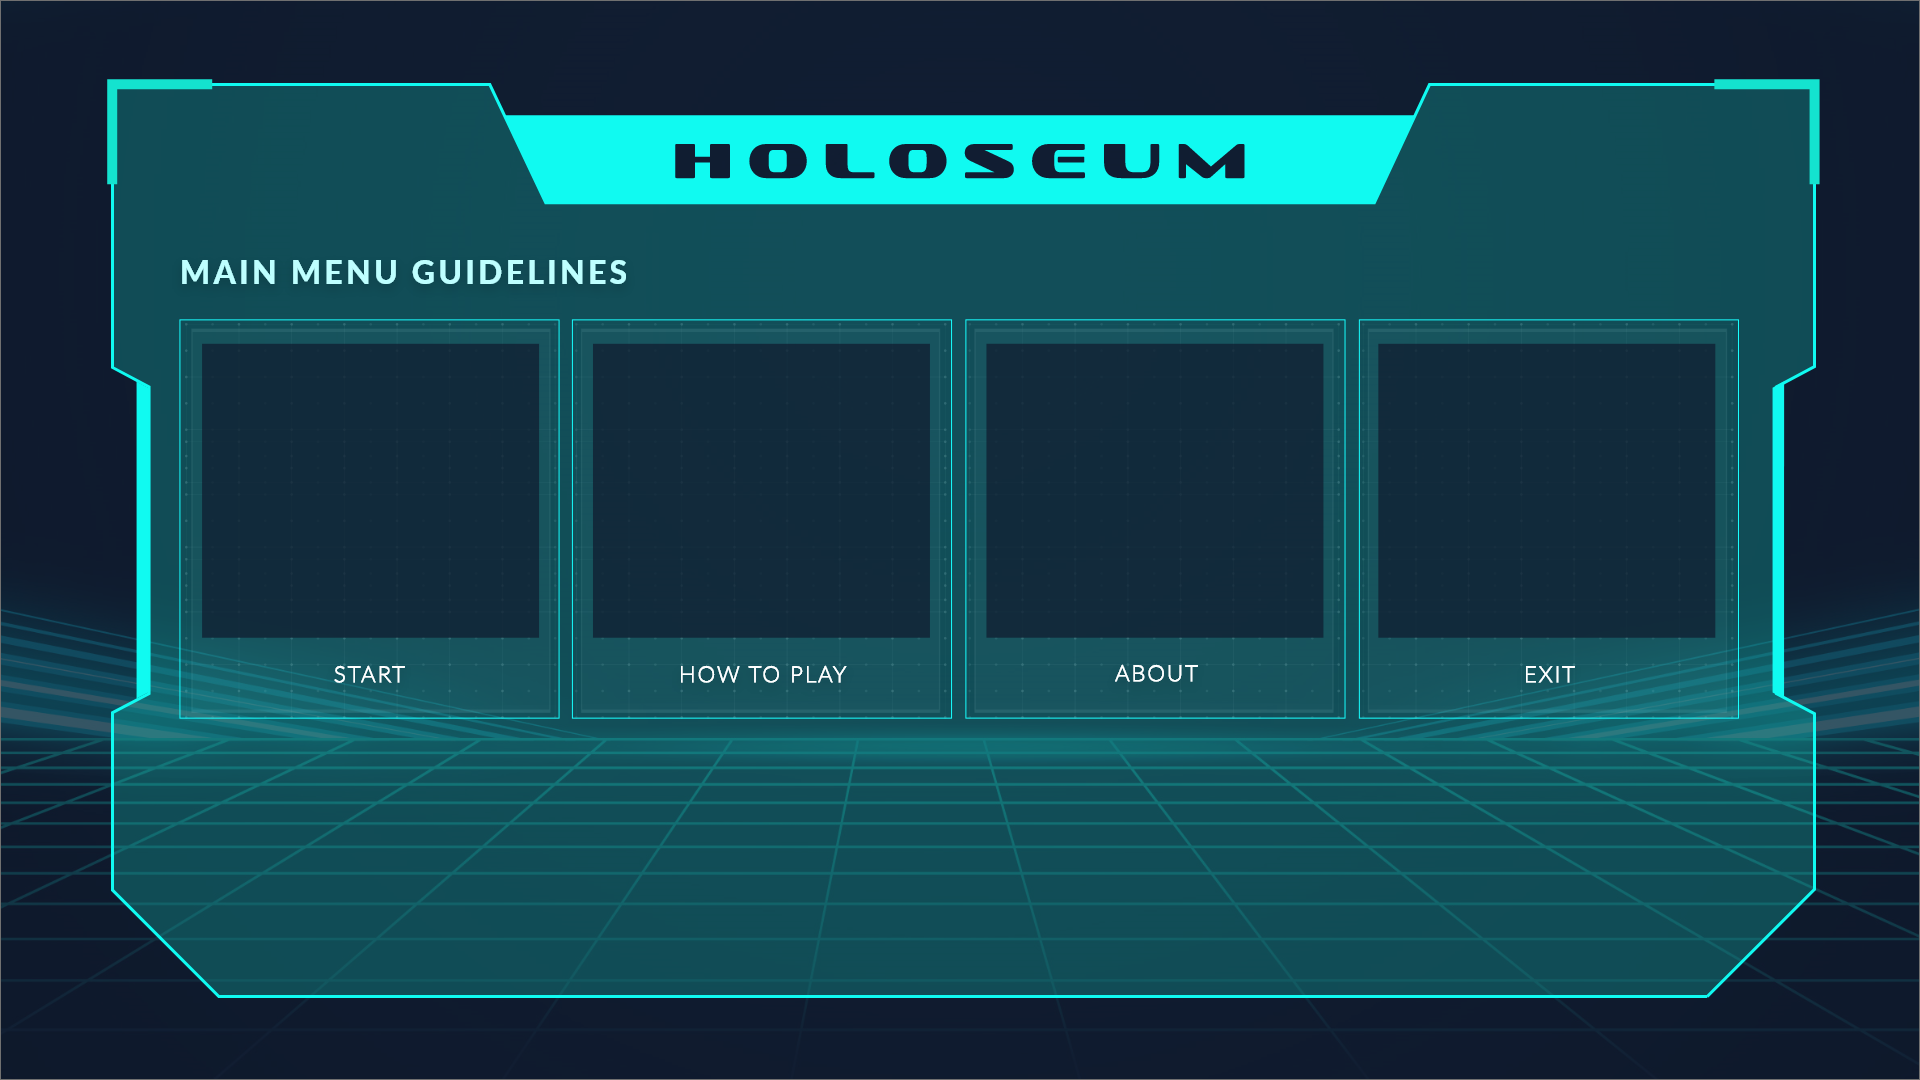 HOLOSEUM
MAIN MENU GUIDELINES
START
HOW TO PLAY
ABOUT
EXIT